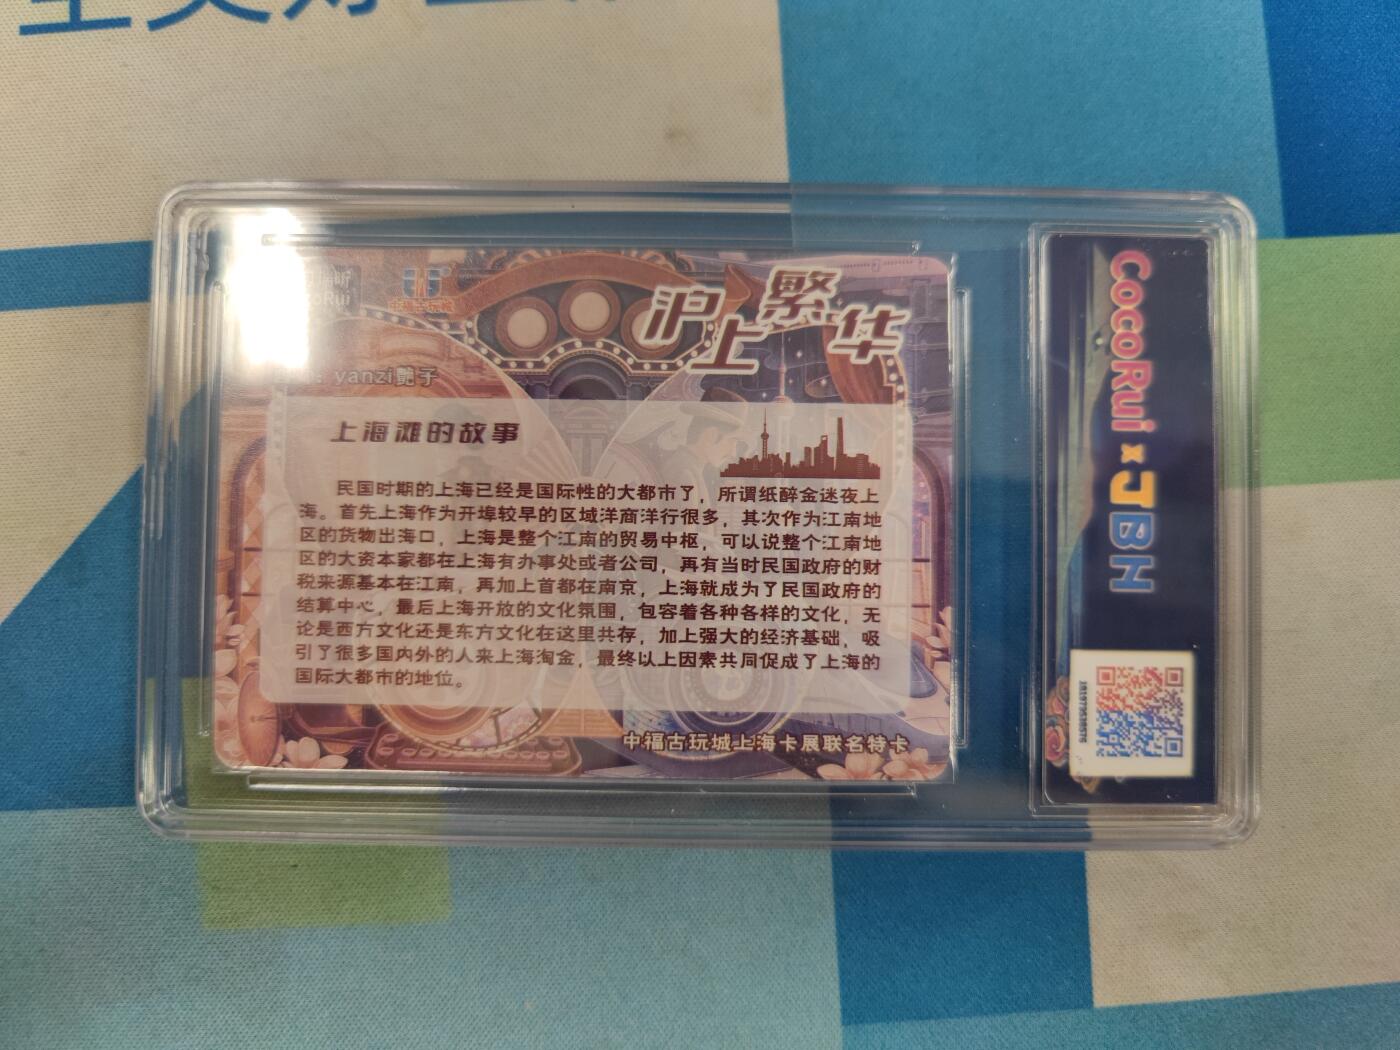 沪上繁华
yanzi艷子
上海滩的故事
民国时期的上海已经是国际性的大都市了，所谓纸醉金迷夜上
海。首先上海作为开埠较早的区域洋商洋行很多，其次作为江南地
区的货物出海口，上海是整个江南的贸易中枢，可以说整个江南地
区的大资本家都在上海有办事处或者公司，再有当时民国政府的财
税来源基本在江南，再加上首都在南京，上海就成为了民国政府的
结算中心，最后上海开放的文化氛围，包容着各种各样的文化，无
论是西方文化还是东方文化在这里共存，加上强大的经济基础，吸
引了很多国内外的人来上海淘金，最终以上因素共同促成了上海的
国际大都市的地位。
中福古玩城上海卡展联名特卡
CocoRui x JBH